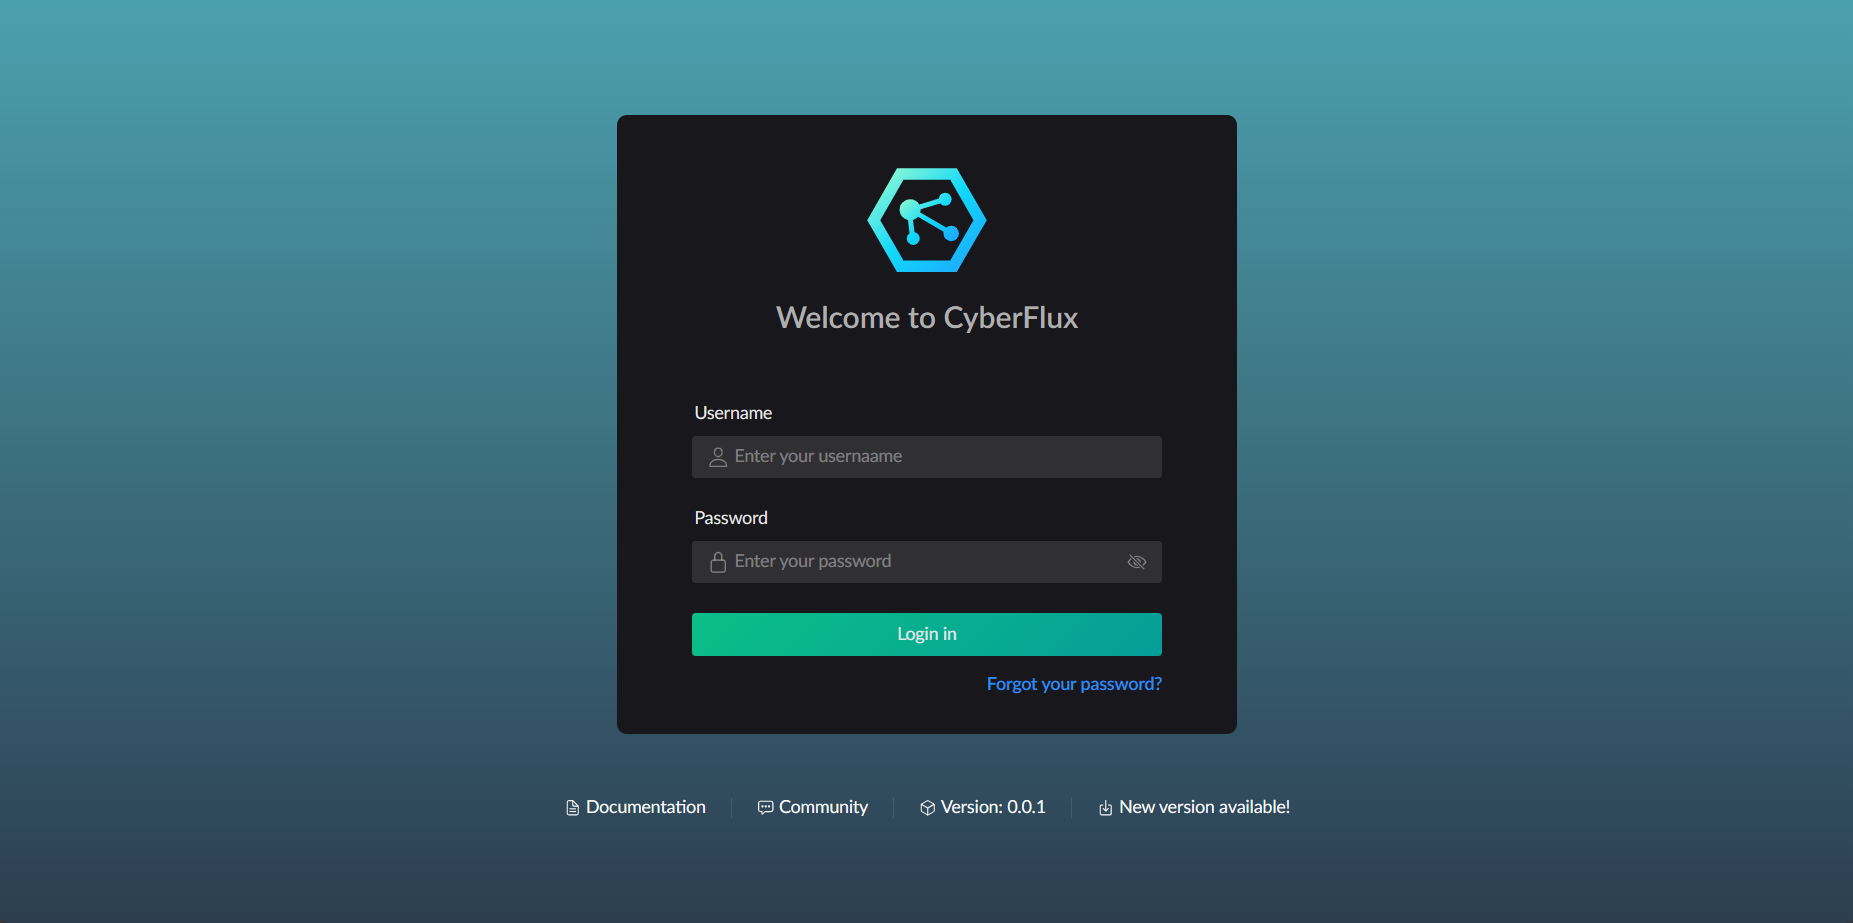 Welcome to CyberFlux
Username
Enter your usernaame
Password
Enter your password
Login in
Forgot your password?
Documentation
Community
Version: 0.0.1
New version available!